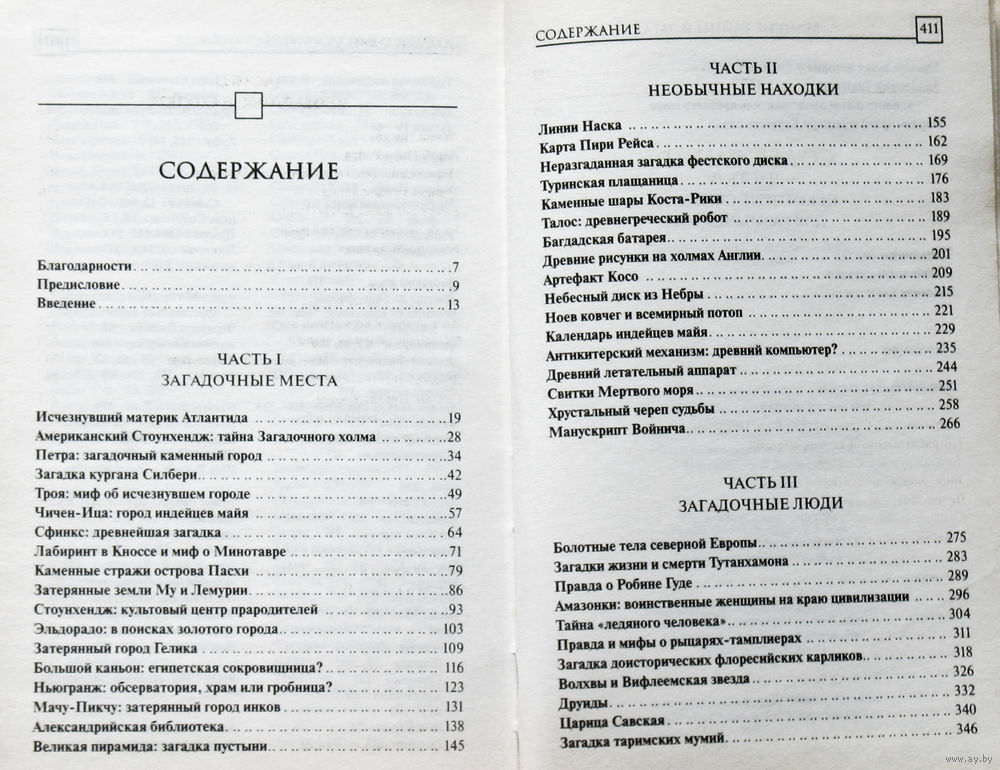 СОДЕРЖАНИЕ
Благодарности 7
Предисловие 9
Введение 13
ЧАСТЬ I
ЗАГАДОЧНЫЕ МЕСТА
Исчезнувший материк Атлантида 19
Американский Стоунхендж: тайна Загадочного холма 28
Петра: загадочный каменный город 34
Загадка кургана Силбери 42
Троя: миф об исчезнувшем городе 49
Чичен-Ица: город индейцев майя 57
Сфинкс: древнейшая загадка 64
Лабиринт в Кноссе и миф о Минотавре 71
Каменные стражи острова Пасхи 79
Затерянные земли Му и Лемурии 86
Стоунхендж: культовый центр прародителей 93
Эльдорадо: в поисках золотого города 103
Затерянный город Гелика 109
Большой каньон: египетская сокровищница? 116
Ньюгранж: обсерватория, храм или гробница? 123
Мачу-Пикчу: затерянный город инков 131
Александрийская библиотека 138
Великая пирамида: загадка пустыни 145
СОДЕРЖАНИЕ 411
ЧАСТЬ II
НЕОБЫЧНЫЕ НАХОДКИ
Линии Наска 155
Карта Пири Рейса 162
Неразгаданная загадка фестского диска 169
Туринская плащаница 176
Каменные шары Коста-Рики 183
Талос: древнегреческий робот 189
Багдадская батарея 195
Древние рисунки на холмах Англии 201
Артефакт Косо 209
Небесный диск из Небры 215
Ноев ковчег и всемирный потоп 221
Календарь индейцев майя 229
Антикитерский механизм: древний компьютер? 235
Древний летательный аппарат 244
Свитки Мертвого моря 251
Хрустальный череп судьбы 258
Манускрипт Войнича 266
ЧАСТЬ III
ЗАГАДОЧНЫЕ ЛЮДИ
Болотные тела северной Европы 275
Загадки жизни и смерти Тутанхамона 283
Правда о Робине Гуде 289
Амазонки: воинственные женщины на краю цивилизации 296
Тайна «ледяного человека» 304
Правда и мифы о рыцарях-тамплиерах 311
Загадка доисторических флоресийских карликов 318
Волхвы и Вифлеемская звезда 326
Друиды 332
Царица Савская 340
Загадка таримских мумий 346
www.ay.by